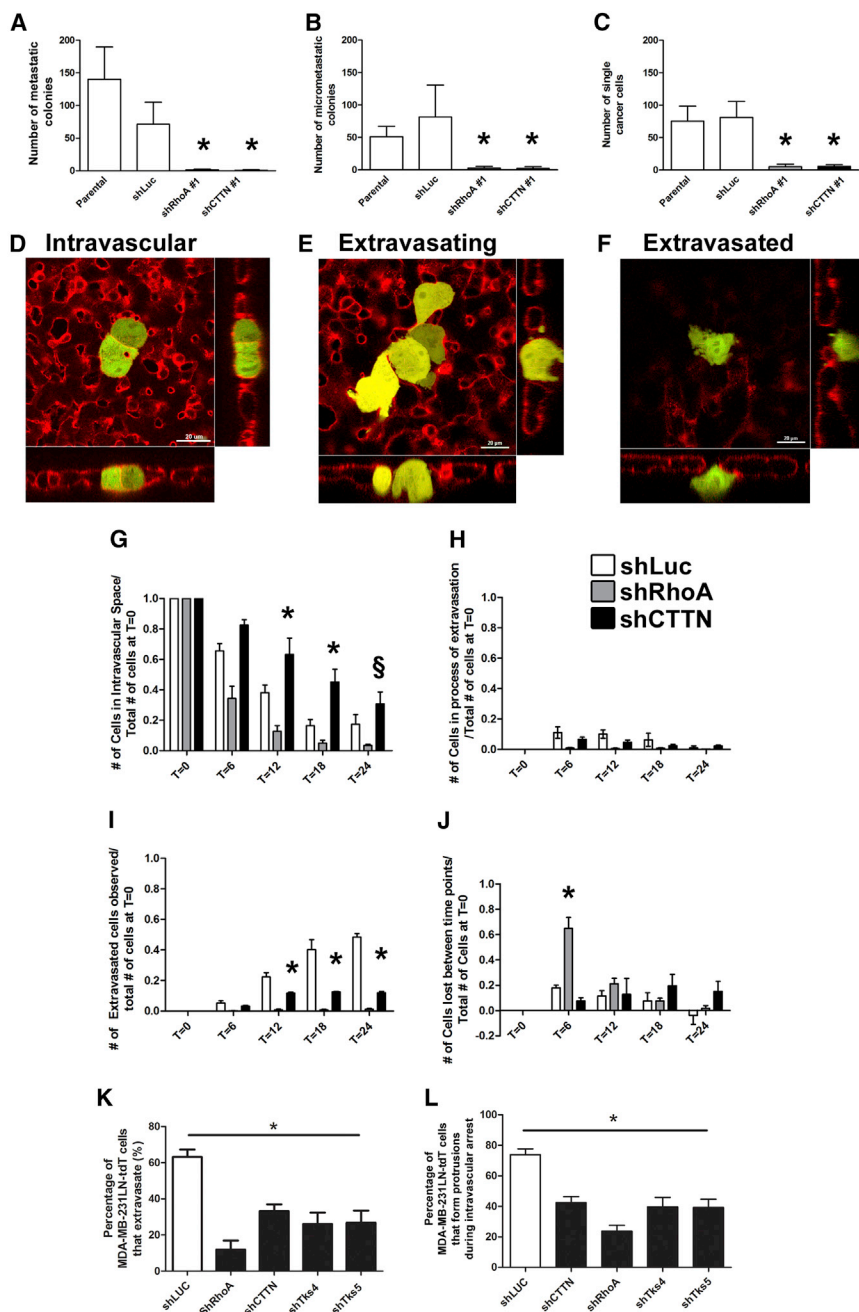 A
Number of metastatic
colonies
200
150
100
50
0
Parental
shLuc
shRhoA #1
shCTTN #1
*
*
B
Number of micrometastatic
colonies
200
150
100
50
0
Parental
shLuc
shRhoA #1
shCTTN #1
*
*
C
Number of single
cancer cells
200
150
100
50
0
Parental
shLuc
shRhoA #1
shCTTN #1
*
*
D Intravascular
20 um
E Extravasating
20 μm
F Extravasated
20 μm
G
# of Cells in Intravascular Space/
Total # of cells at T=0
1.0
0.8
0.6
0.4
0.2
0.0
T=0
T=6
T=12
T=18
T=24
*
*
§
H
# of Cells in process of extravasation
/Total # of cells at T=0
1.0
0.8
0.6
0.4
0.2
0.0
T=0
T=6
T=12
T=18
T=24
shLuc
shRhoA
shCTTN
I
# of Extravasated cells observed/
total # of cells at T=0
1.0
0.8
0.6
0.4
0.2
0.0
T=0
T=6
T=12
T=18
T=24
*
*
*
J
# of Cells lost between time points/
Total # of Cells at T=0
1.0
0.8
0.6
0.4
0.2
0.0
-0.2
T=0
T=6
T=12
T=18
T=24
*
K
Percentage of
MDA-MB-231LN-tdT cells
that extravasate (%)
80
60
40
20
0
shLUC
shRhoA
shCTTN
shTks4
shTks5
*
L
Percentage of
MDA-MB-231LN-tdT cells
that form protrusions
during intravascular arrest
100
80
60
40
20
0
shLUC
shCTTN
shRhoA
shTks4
shTks5
*